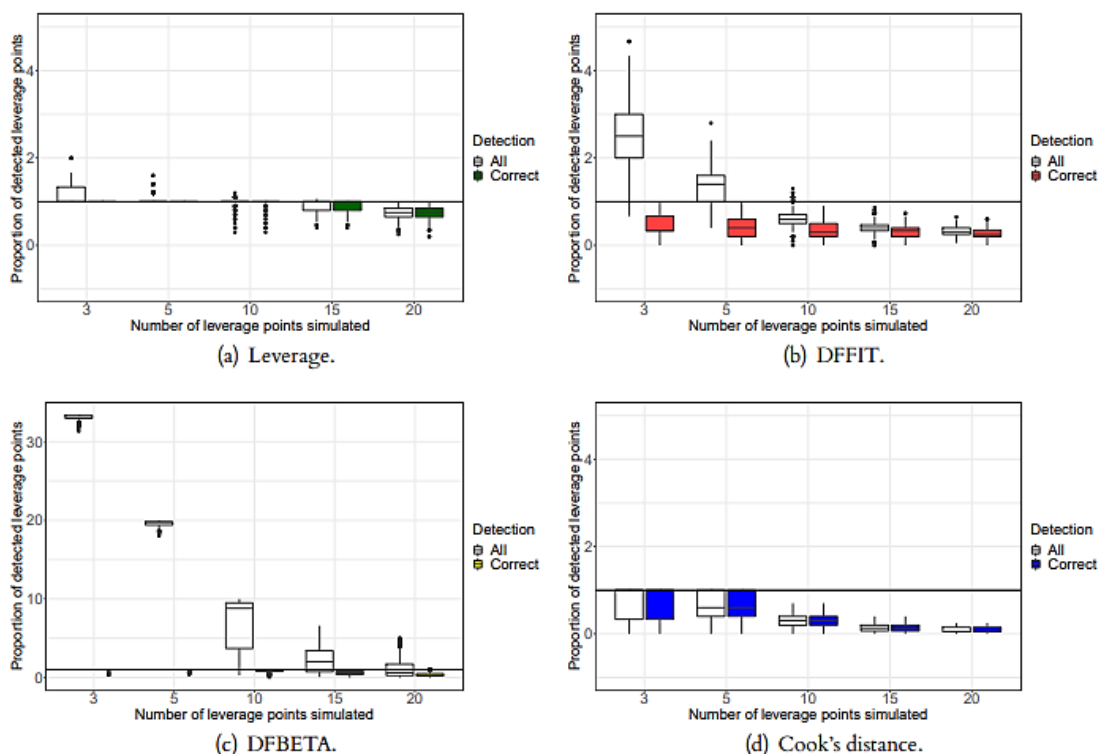 Proportion of detected leverage points
4
2
0
3 5 10 15 20
Number of leverage points simulated
Detection
All
Correct
(a) Leverage.
Proportion of detected leverage points
4
2
0
3 5 10 15 20
Number of leverage points simulated
Detection
All
Correct
(b) DFFIT.
Proportion of detected leverage points
30
20
10
0
3 5 10 15 20
Number of leverage points simulated
Detection
All
Correct
(c) DFBETA.
Proportion of detected leverage points
4
2
0
3 5 10 15 20
Number of leverage points simulated
Detection
All
Correct
(d) Cook's distance.